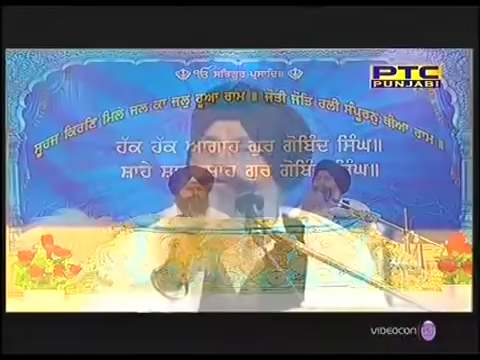 ੴ ਸਤਿਗੁਰ ਪ੍ਰਸਾਦਿ॥
PTC
PUNJABI
ਸੂਰਜ ਕਿਰਣਿ ਮਿਲੇ ਜਲ ਕਾ ਜਲੁ ਹੂਆ ਰਾਮ ॥ ਜੋਤੀ ਜੋਤਿ ਰਲੀ ਸੰਪੂਰਨੁ ਥੀਆ ਰਾਮ ॥
ਹੱਕ ਹੱਕ ਆਗਾਹ ਗੁਰ ਗੋਬਿੰਦ ਸਿੰਘ॥
ਸ਼ਾਹੇ ਗੁਰ ਗੋਬਿੰਦ ਸਿੰਘ॥
VIDEOCON